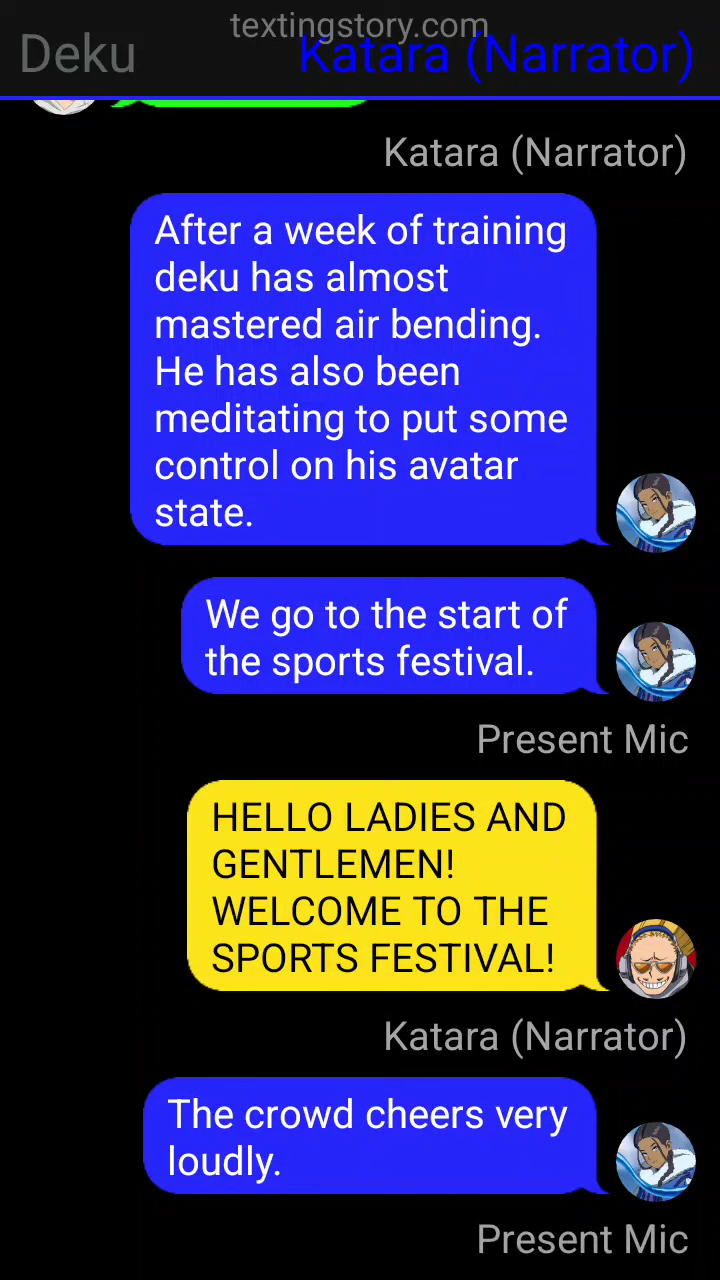 textingstory.com
Deku
Katara (Narrator)
Katara (Narrator)
After a week of training
deku has almost
mastered air bending.
He has also been
meditating to put some
control on his avatar
state.
We go to the start of
the sports festival.
Present Mic
HELLO LADIES AND
GENTLEMEN!
WELCOME TO THE
SPORTS FESTIVAL!
Katara (Narrator)
The crowd cheers very
loudly.
Present Mic